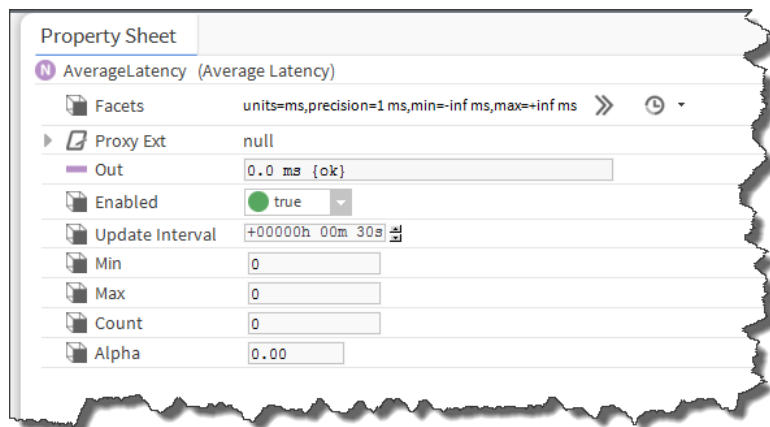 Property Sheet
N AverageLatency (Average Latency)
Facets units=ms,precision=1 ms,min=-inf ms,max=+inf ms
Proxy Ext null
Out 0.0 ms {ok}
Enabled true
Update Interval +00000h 00m 30s
Min 0
Max 0
Count 0
Alpha 0.00